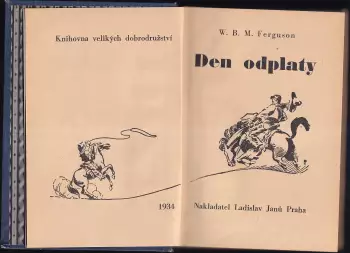 Knihovna velikých dobrodružství
1934
W. B. M. Ferguson
Den odplaty
Nakladatel Ladislav Janů Praha